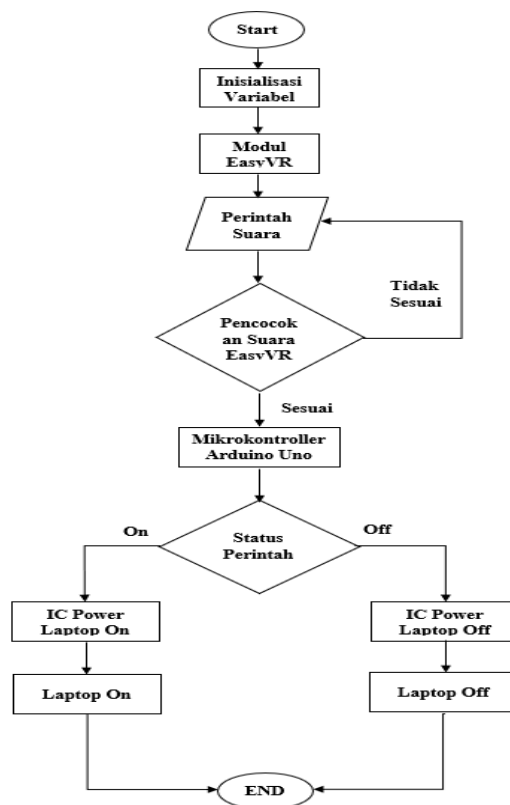 Start
Inisialisasi
Variabel
Modul
EasyVR
Perintah
Suara
Tidak
Sesuai
Pencocok
an Suara
EasyVR
Sesuai
Mikrokontroller
Arduino Uno
On
Status
Perintah
Off
IC Power
Laptop On
IC Power
Laptop Off
Laptop On
Laptop Off
END